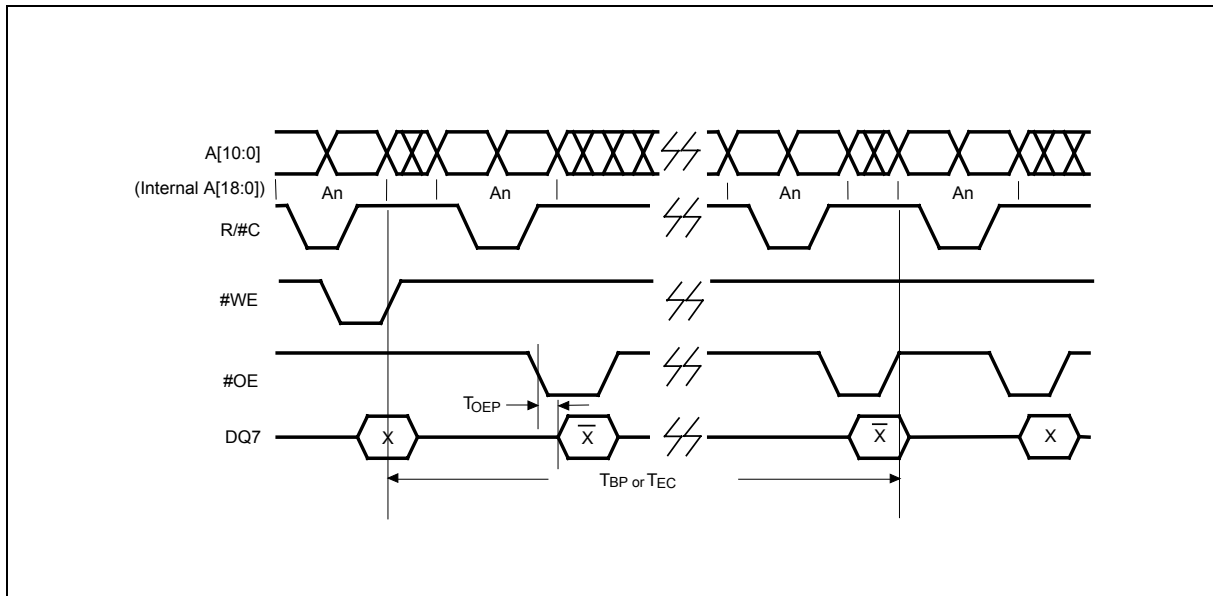 A[10:0]
(Internal A[18:0])
An
An
An
An
R/#C
#WE
#OE
TOEP
DQ7
X
X̅
X̅
X
TBP or TEC